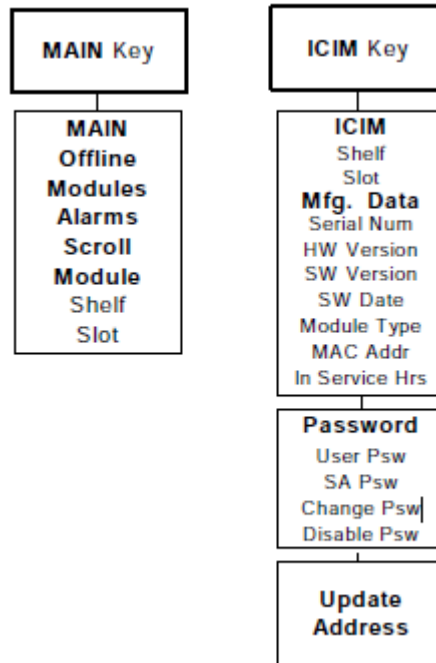 MAIN Key
MAIN
Offline
Modules
Alarms
Scroll
Module
Shelf
Slot
ICIM Key
ICIM
Shelf
Slot
Mfg. Data
Serial Num
HW Version
SW Version
SW Date
Module Type
MAC Addr
In Service Hrs
Password
User Psw
SA Psw
Change Psw
Disable Psw
Update
Address